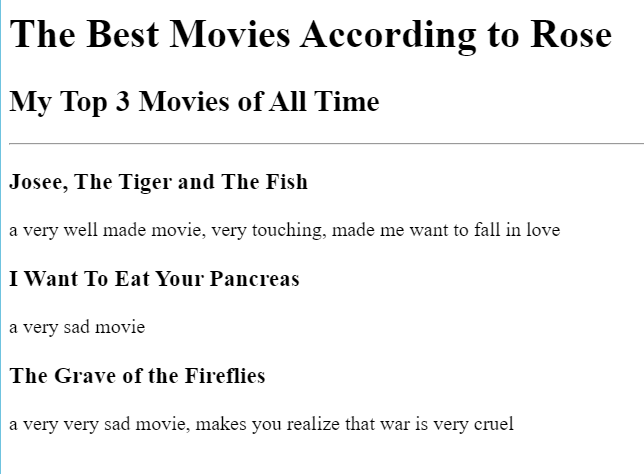 The Best Movies According to Rose
My Top 3 Movies of All Time
Josee, The Tiger and The Fish
a very well made movie, very touching, made me want to fall in love
I Want To Eat Your Pancreas
a very sad movie
The Grave of the Fireflies
a very very sad movie, makes you realize that war is very cruel